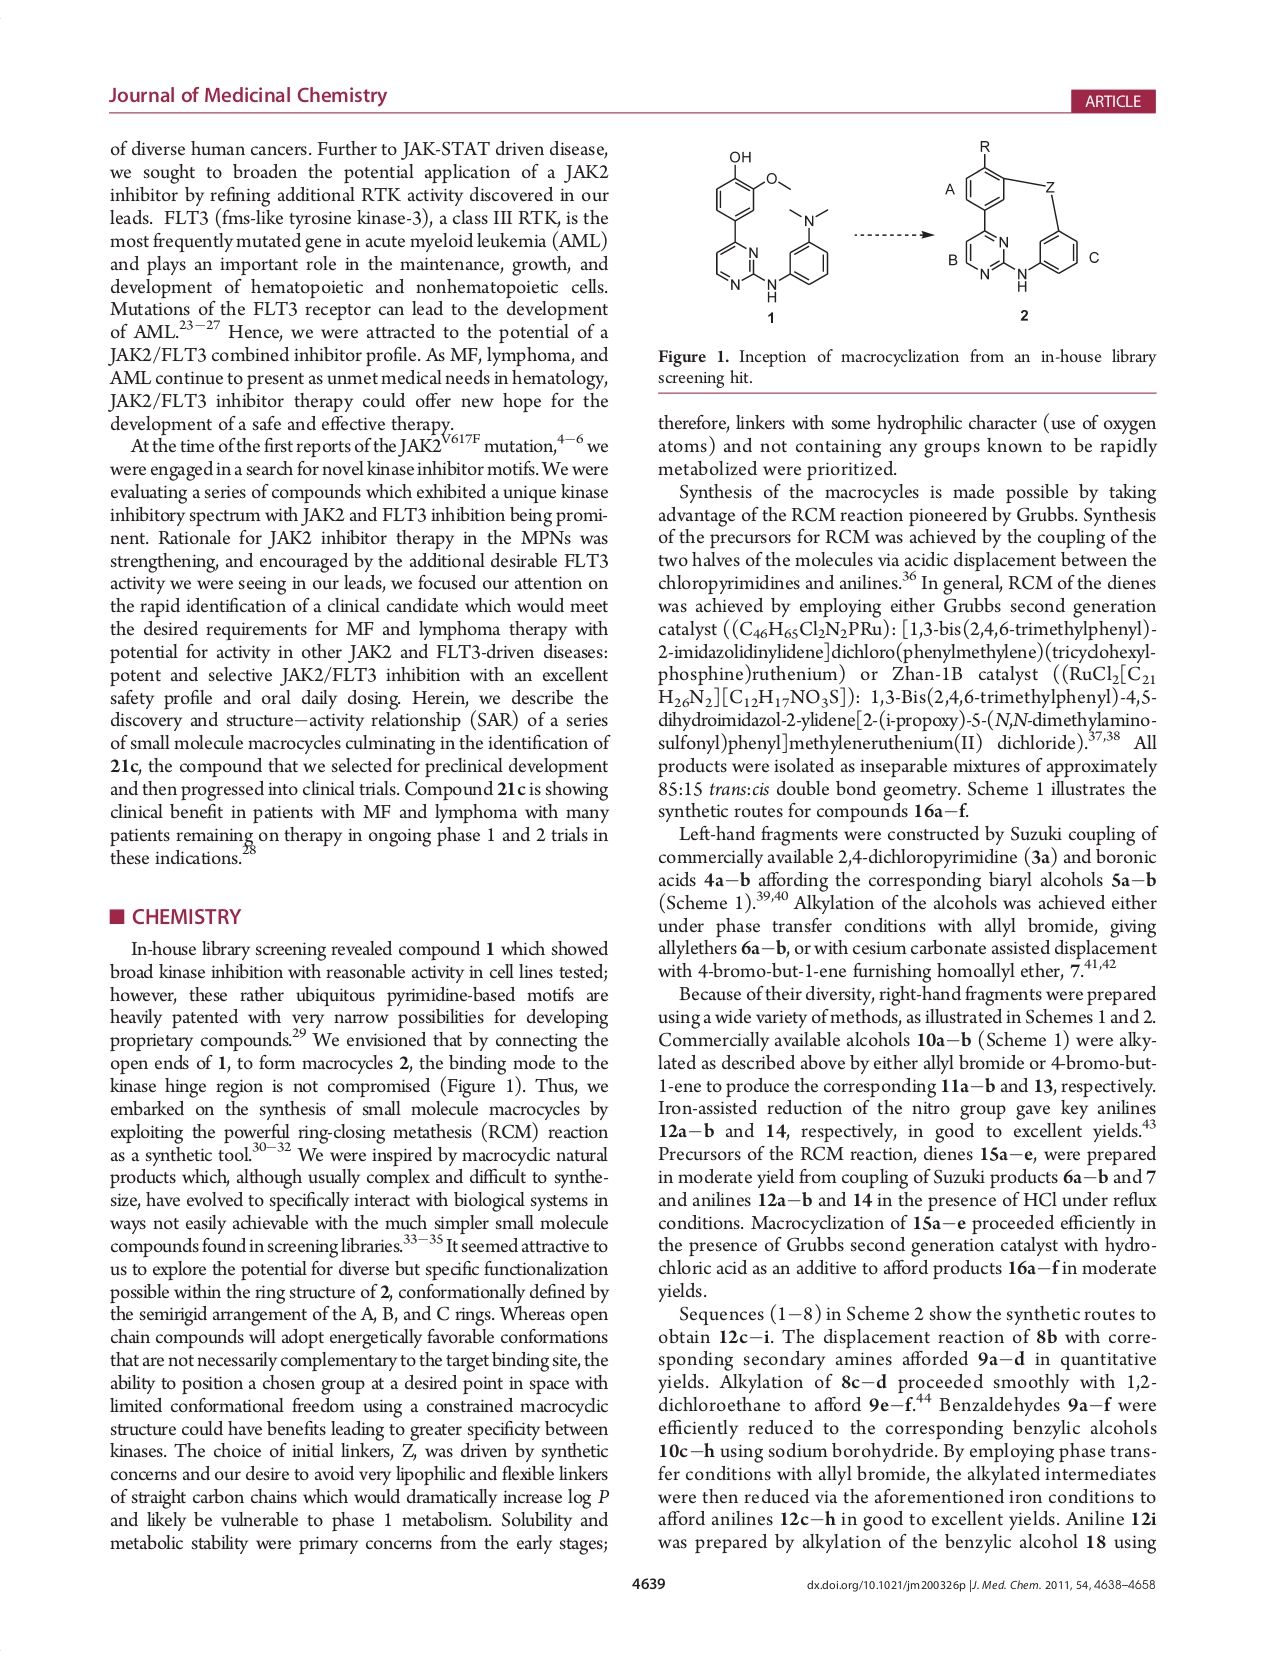 Journal of Medicinal Chemistry
ARTICLE
of diverse human cancers. Further to JAK-STAT driven disease,
we sought to broaden the potential application of a JAK2
inhibitor by refining additional RTK activity discovered in our
leads. FLT3 (fms-like tyrosine kinase-3), a class III RTK, is the
most frequently mutated gene in acute myeloid leukemia (AML)
and plays an important role in the maintenance, growth, and
development of hematopoietic and nonhematopoietic cells.
Mutations of the FLT3 receptor can lead to the development
of AML.23−27 Hence, we were attracted to the potential of a
JAK2/FLT3 combined inhibitor profile. As MF, lymphoma, and
AML continue to present as unmet medical needs in hematology,
JAK2/FLT3 inhibitor therapy could offer new hope for the
development of a safe and effective therapy.
At the time of the first reports of the JAK2V617F mutation,4−6 we
were engaged in a search for novel kinase inhibitor motifs. We were
evaluating a series of compounds which exhibited a unique kinase
inhibitory spectrum with JAK2 and FLT3 inhibition being promi-
nent. Rationale for JAK2 inhibitor therapy in the MPNs was
strengthening, and encouraged by the additional desirable FLT3
activity we were seeing in our leads, we focused our attention on
the rapid identification of a clinical candidate which would meet
the desired requirements for MF and lymphoma therapy with
potential for activity in other JAK2 and FLT3-driven diseases:
potent and selective JAK2/FLT3 inhibition with an excellent
safety profile and oral daily dosing. Herein, we describe the
discovery and structure−activity relationship (SAR) of a series
of small molecule macrocycles culminating in the identification of
21c, the compound that we selected for preclinical development
and then progressed into clinical trials. Compound 21c is showing
clinical benefit in patients with MF and lymphoma with many
patients remaining on therapy in ongoing phase 1 and 2 trials in
these indications.28
■ CHEMISTRY
In-house library screening revealed compound 1 which showed
broad kinase inhibition with reasonable activity in cell lines tested;
however, these rather ubiquitous pyrimidine-based motifs are
heavily patented with very narrow possibilities for developing
proprietary compounds.29 We envisioned that by connecting the
open ends of 1, to form macrocycles 2, the binding mode to the
kinase hinge region is not compromised (Figure 1). Thus, we
embarked on the synthesis of small molecule macrocycles by
exploiting the powerful ring-closing metathesis (RCM) reaction
as a synthetic tool.30−32 We were inspired by macrocyclic natural
products which, although usually complex and difficult to synthe-
size, have evolved to specifically interact with biological systems in
ways not easily achievable with the much simpler small molecule
compounds found in screening libraries.33−35 It seemed attractive to
us to explore the potential for diverse but specific functionalization
possible within the ring structure of 2, conformationally defined by
the semirigid arrangement of the A, B, and C rings. Whereas open
chain compounds will adopt energetically favorable conformations
that are not necessarily complementary to the target binding site, the
ability to position a chosen group at a desired point in space with
limited conformational freedom using a constrained macrocyclic
structure could have benefits leading to greater specificity between
kinases. The choice of initial linkers, Z, was driven by synthetic
concerns and our desire to avoid very lipophilic and flexible linkers
of straight carbon chains which would dramatically increase log P
and likely be vulnerable to phase 1 metabolism. Solubility and
metabolic stability were primary concerns from the early stages;
OH
O
N
N
N
N
H
1
R
A
Z
B
N
N
N
H
C
2
Figure 1. Inception of macrocyclization from an in-house library
screening hit.
therefore, linkers with some hydrophilic character (use of oxygen
atoms) and not containing any groups known to be rapidly
metabolized were prioritized.
Synthesis of the macrocycles is made possible by taking
advantage of the RCM reaction pioneered by Grubbs. Synthesis
of the precursors for RCM was achieved by the coupling of the
two halves of the molecules via acidic displacement between the
chloropyrimidines and anilines.36 In general, RCM of the dienes
was achieved by employing either Grubbs second generation
catalyst ((C46H65Cl2N2PRu): [1,3-bis(2,4,6-trimethylphenyl)-
2-imidazolidinylidene]dichloro(phenylmethylene)(tricyclohexyl-
phosphine)ruthenium) or Zhan-1B catalyst ((RuCl2[C21
H26N2][C12H17NO3S]): 1,3-Bis(2,4,6-trimethylphenyl)-4,5-
dihydroimidazol-2-ylidene[2-(i-propoxy)-5-(N,N-dimethylamino-
sulfonyl)phenyl]methyleneruthenium(II) dichloride).37,38 All
products were isolated as inseparable mixtures of approximately
85:15 trans:cis double bond geometry. Scheme 1 illustrates the
synthetic routes for compounds 16a−f.
Left-hand fragments were constructed by Suzuki coupling of
commercially available 2,4-dichloropyrimidine (3a) and boronic
acids 4a−b affording the corresponding biaryl alcohols 5a−b
(Scheme 1).39,40 Alkylation of the alcohols was achieved either
under phase transfer conditions with allyl bromide, giving
allylethers 6a−b, or with cesium carbonate assisted displacement
with 4-bromo-but-1-ene furnishing homoallyl ether, 7.41,42
Because of their diversity, right-hand fragments were prepared
using a wide variety of methods, as illustrated in Schemes 1 and 2.
Commercially available alcohols 10a−b (Scheme 1) were alky-
lated as described above by either allyl bromide or 4-bromo-but-
1-ene to produce the corresponding 11a−b and 13, respectively.
Iron-assisted reduction of the nitro group gave key anilines
12a−b and 14, respectively, in good to excellent yields.43
Precursors of the RCM reaction, dienes 15a−e, were prepared
in moderate yield from coupling of Suzuki products 6a−b and 7
and anilines 12a−b and 14 in the presence of HCl under reflux
conditions. Macrocyclization of 15a−e proceeded efficiently in
the presence of Grubbs second generation catalyst with hydro-
chloric acid as an additive to afford products 16a−f in moderate
yields.
Sequences (1−8) in Scheme 2 show the synthetic routes to
obtain 12c−i. The displacement reaction of 8b with corre-
sponding secondary amines afforded 9a−d in quantitative
yields. Alkylation of 8c−d proceeded smoothly with 1,2-
dichloroethane to afford 9e−f.44 Benzaldehydes 9a−f were
efficiently reduced to the corresponding benzylic alcohols
10c−h using sodium borohydride. By employing phase trans-
fer conditions with allyl bromide, the alkylated intermediates
were then reduced via the aforementioned iron conditions to
afford anilines 12c−h in good to excellent yields. Aniline 12i
was prepared by alkylation of the benzylic alcohol 18 using
4639
dx.doi.org/10.1021/jm200326p |J. Med. Chem. 2011, 54, 4638–4658